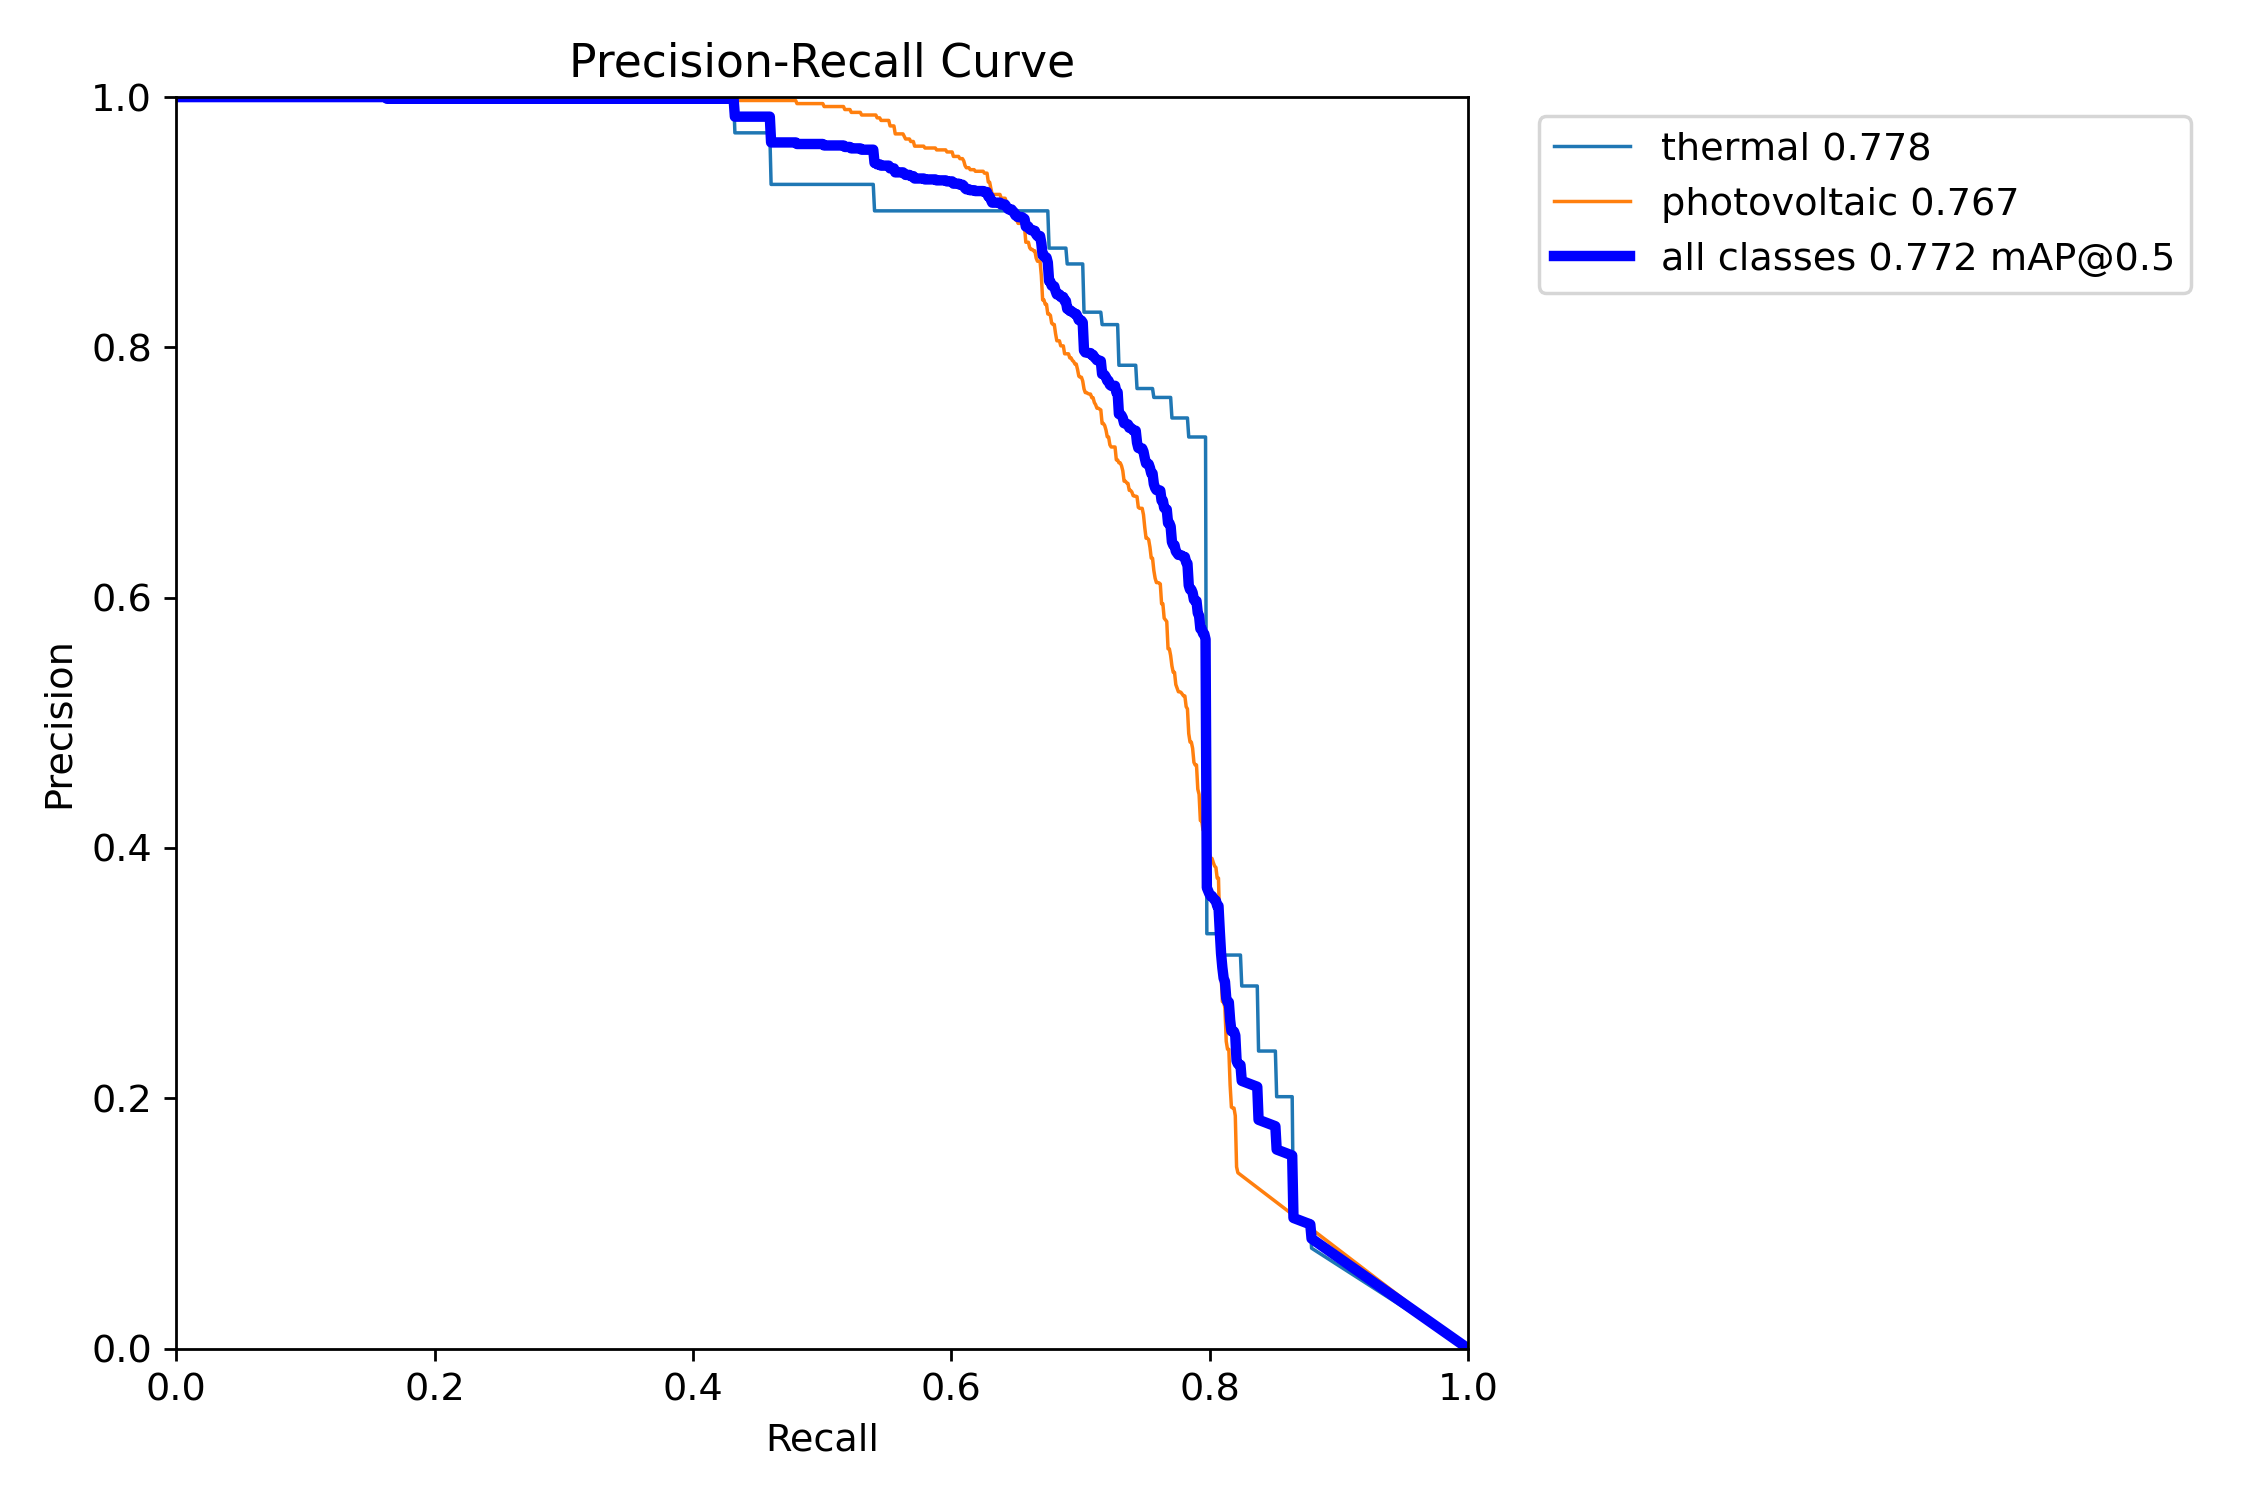 Precision-Recall Curve
1.0
0.8
0.6
0.4
0.2
0.0
Precision
0.0 0.2 0.4 0.6 0.8 1.0
Recall
thermal 0.778
photovoltaic 0.767
all classes 0.772 mAP@0.5